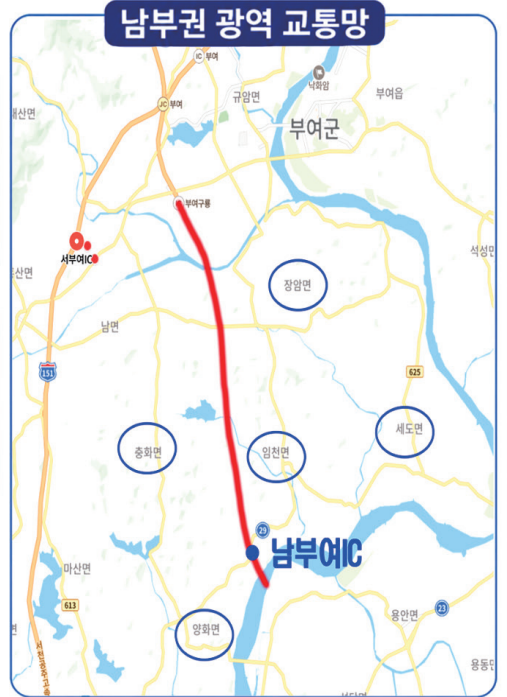 남부권 광역 교통망
IC 부여
JC 부여
규암면
낙화암
부여읍
부여군
부여구룡
서부여IC
석성면
장암면
남면
151
625
충화면
임천면
세도면
29
남부여IC
마산면
613
양화면
용안면
23